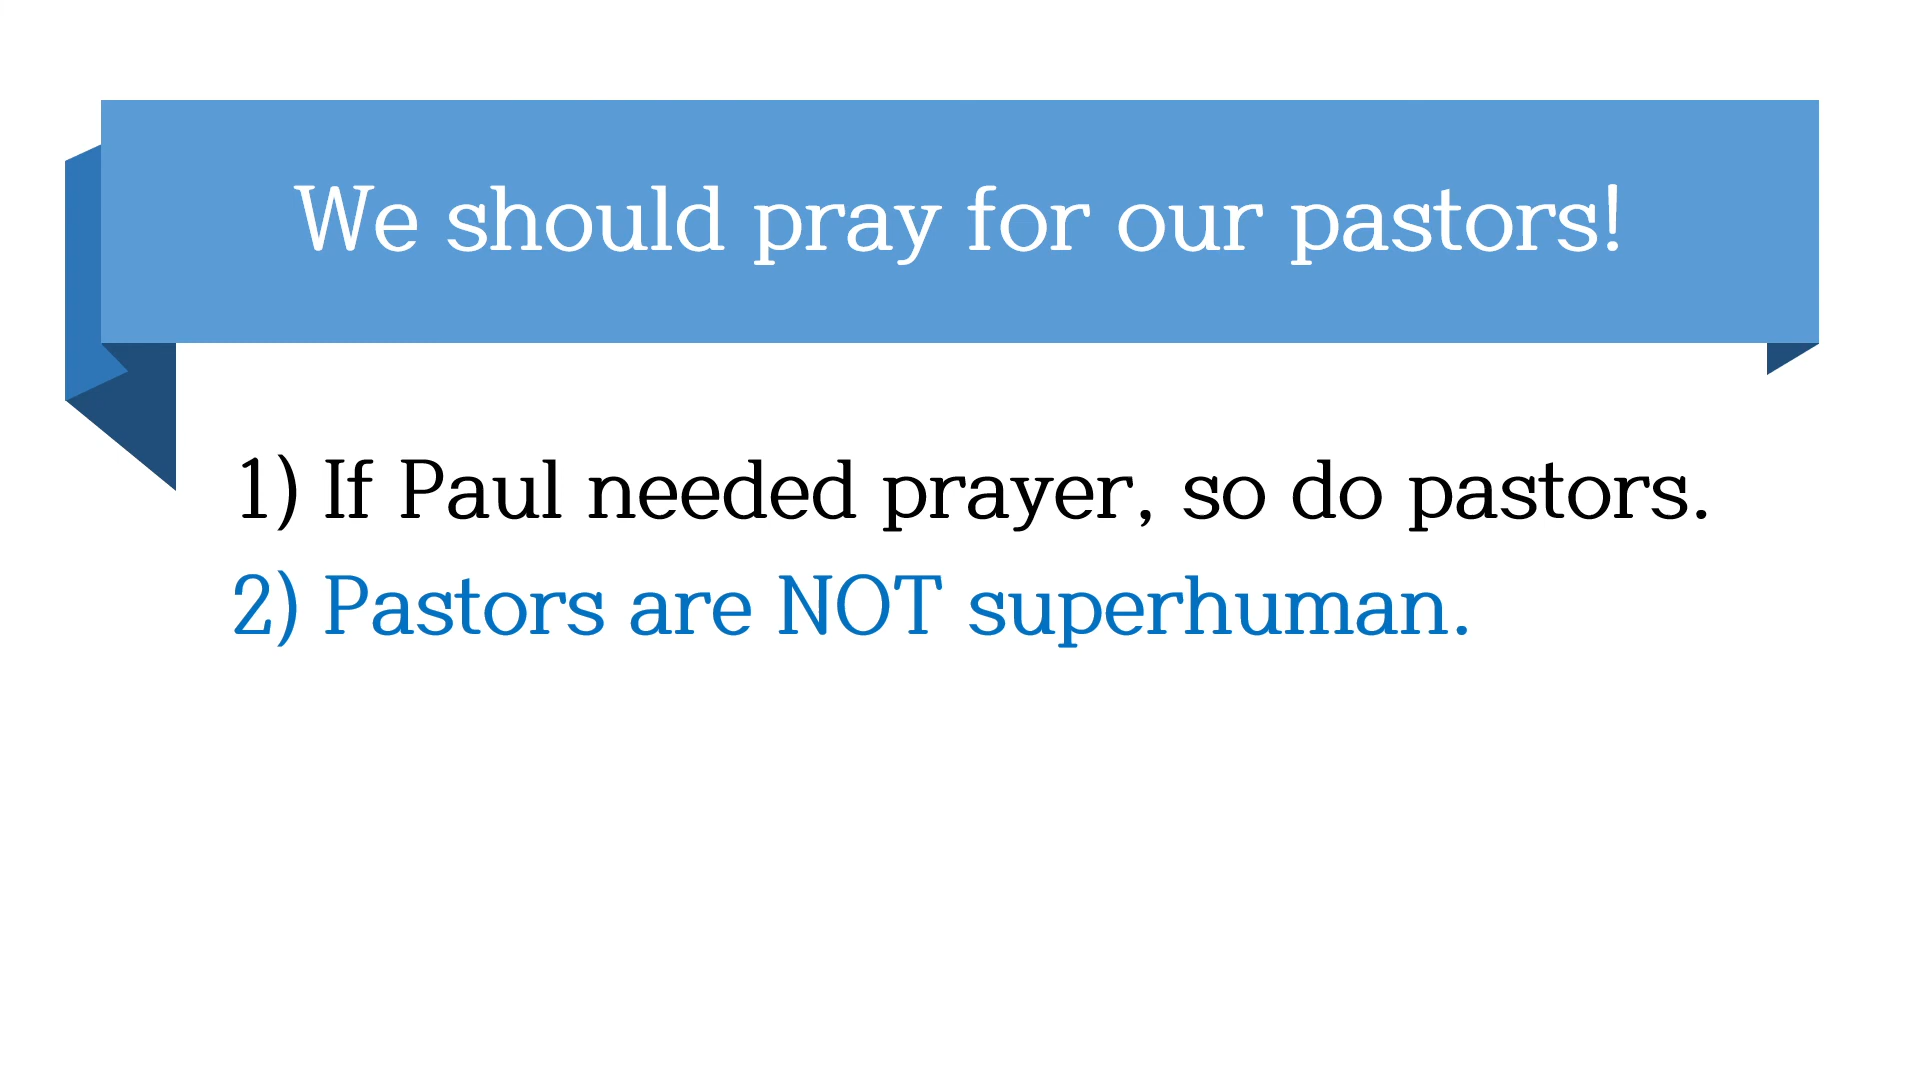 We should pray for our pastors!
1) If Paul needed prayer, so do pastors.
2) Pastors are NOT superhuman.